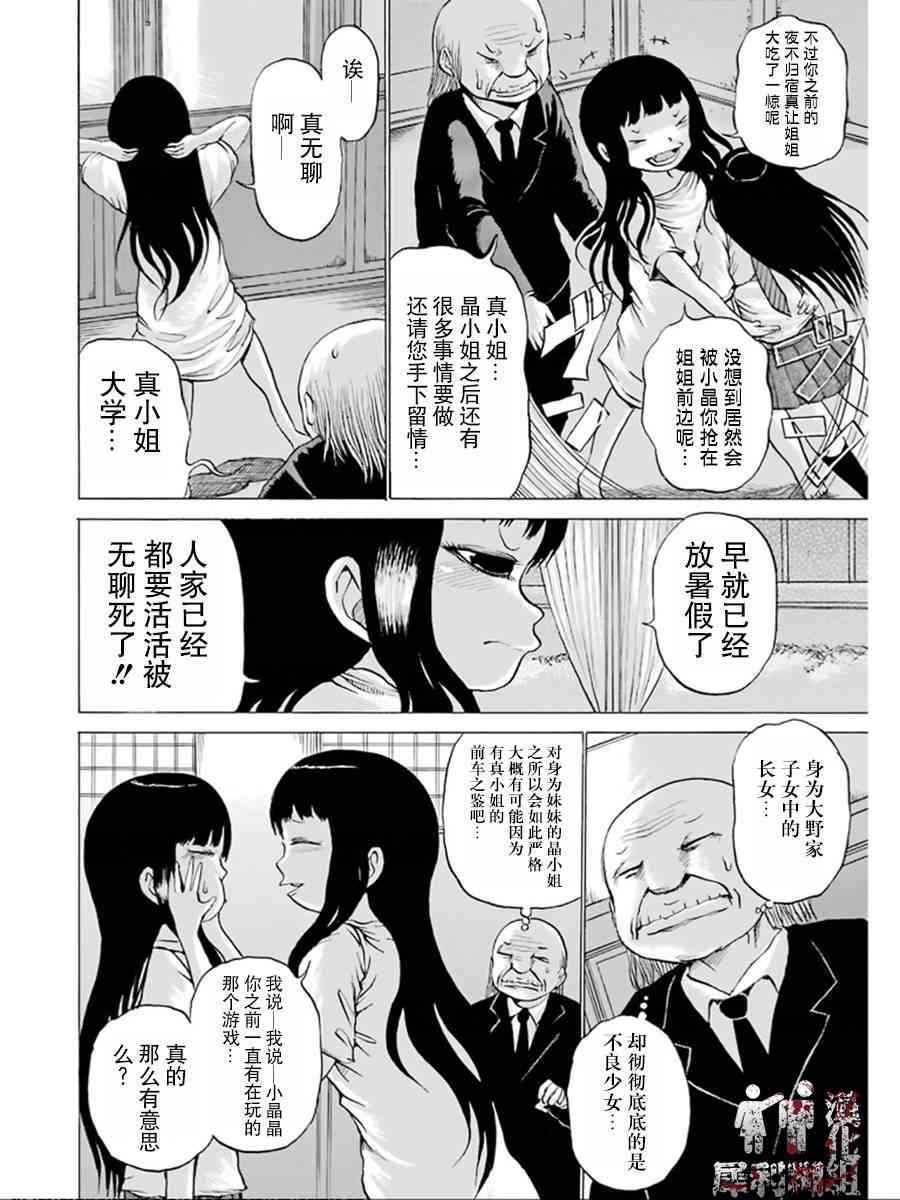 不过你之前的
夜不归宿真让姐姐
大吃了一惊呢
没想到居然会
被小晶你抢在
姐姐前边呢…
真小姐…
晶小姐之后还有
很多事情要做
还请您手下留情…
诶—
真无聊
啊—
真小姐
大学…
早就已经
放暑假了
人家已经
都要活活被
无聊死了!!
身为大野家
子女中的
长女…
却彻彻底底的是
不良少女…
对身为妹妹的晶小姐
之所以会如此严格
大概有可能因为
有真小姐的
前车之鉴吧…
我说—我说—小晶晶
你之前一直有在玩的
那个游戏…
真的
那么有意思
么?
漢化
犀利
組